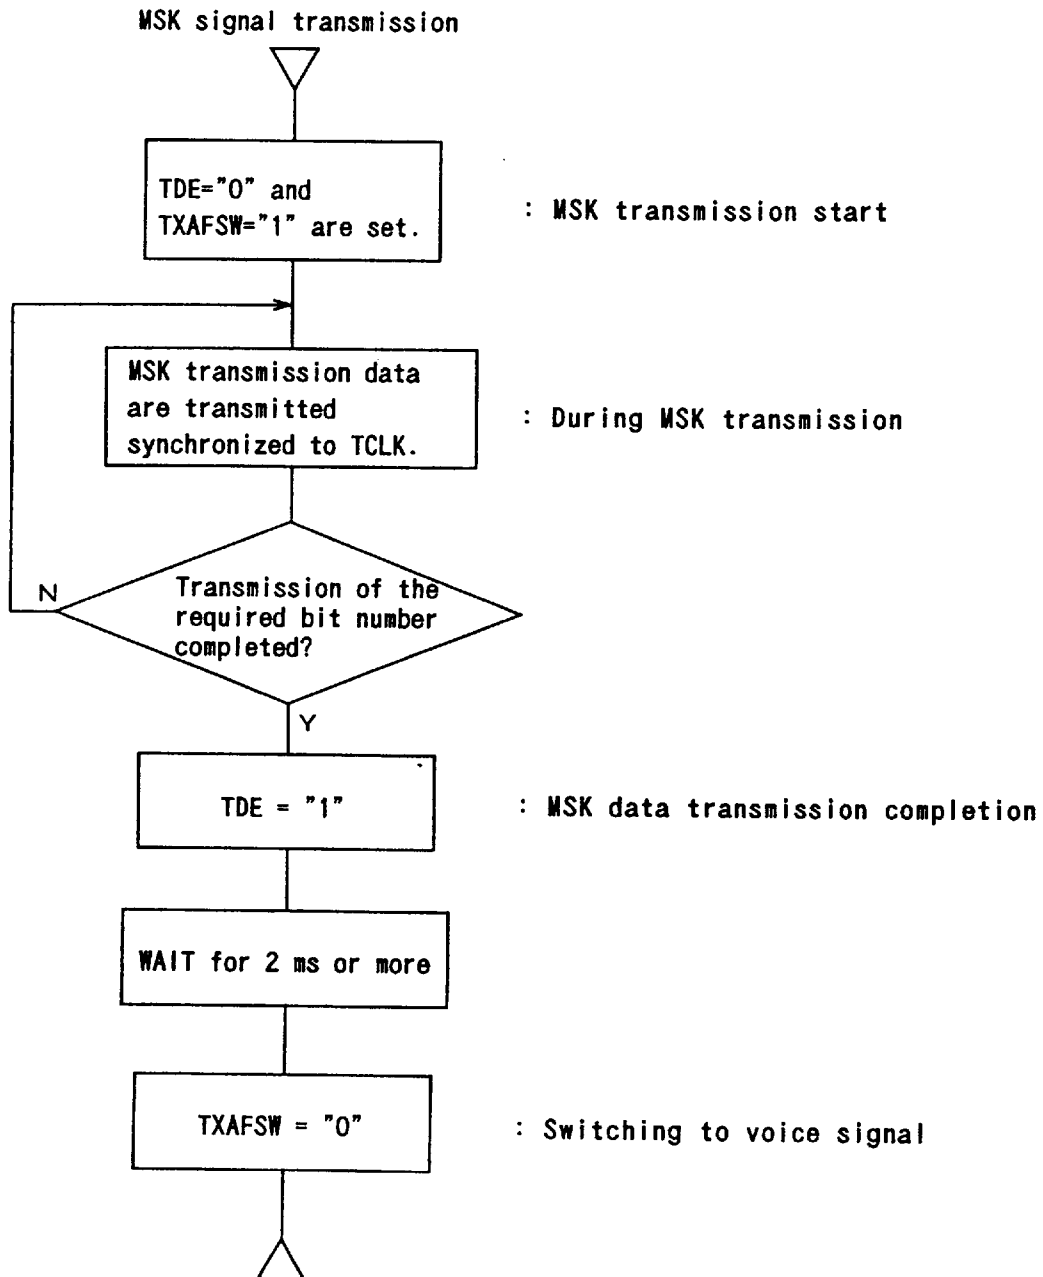 MSK signal transmission
TDE="0" and
TXAFSW="1" are set.
: MSK transmission start
MSK transmission data
are transmitted
synchronized to TCLK.
: During MSK transmission
N
Transmission of the
required bit number
completed?
Y
TDE = "1"
: MSK data transmission completion
WAIT for 2 ms or more
TXAFSW = "0"
: Switching to voice signal